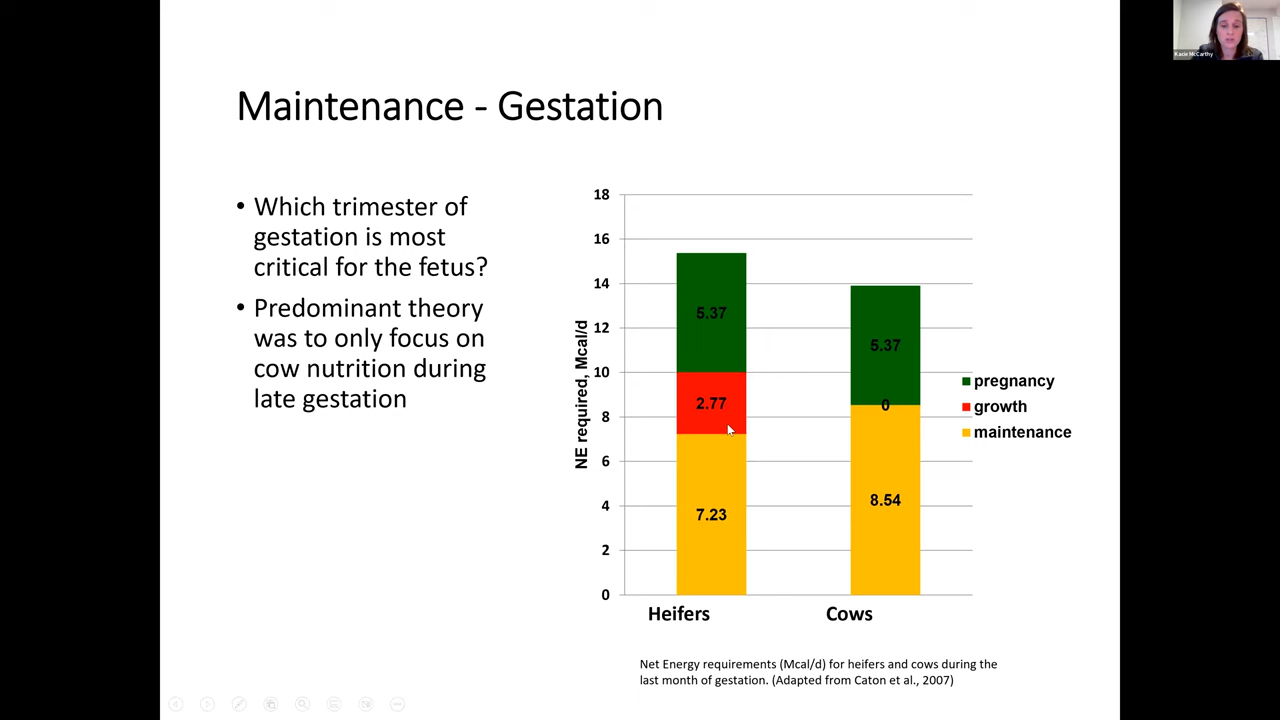 Kacie McCarthy
Maintenance - Gestation
• Which trimester of
gestation is most
critical for the fetus?
• Predominant theory
was to only focus on
cow nutrition during
late gestation
NE required, Mcal/d
18
16
14
12
10
8
6
4
2
0
5.37
2.77
7.23
5.37
0
8.54
Heifers
Cows
pregnancy
growth
maintenance
Net Energy requirements (Mcal/d) for heifers and cows during the
last month of gestation. (Adapted from Caton et al., 2007)